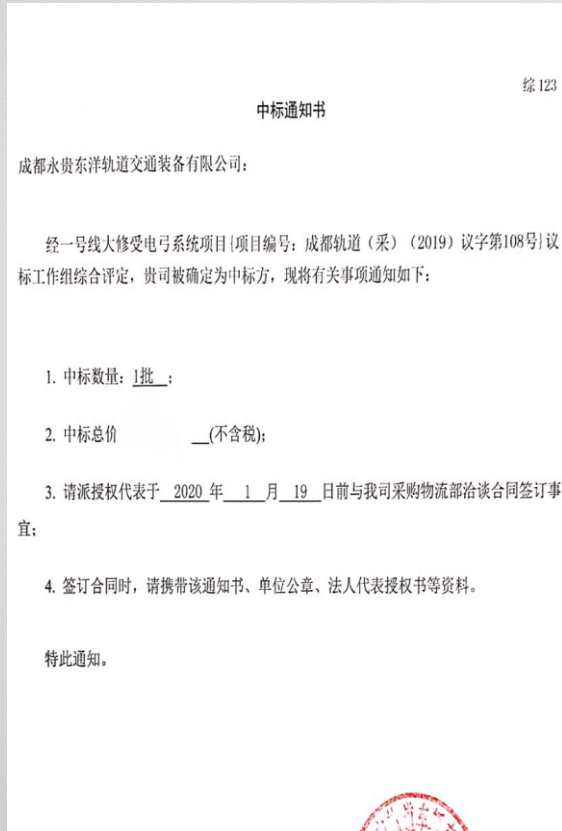 综 123
中标通知书
成都永贵东洋轨道交通装备有限公司：
经一号线大修受电弓系统项目{项目编号：成都轨道（采）（2019）议字第108号}议
标工作组综合评定，贵司被确定为中标方，现将有关事项通知如下：
1. 中标数量：1批 ；
2. 中标总价 (不含税)；
3. 请派授权代表于 2020 年 1 月 19 日前与我司采购物流部洽谈合同签订事
宜；
4. 签订合同时，请携带该通知书、单位公章、法人代表授权书等资料。
特此通知。